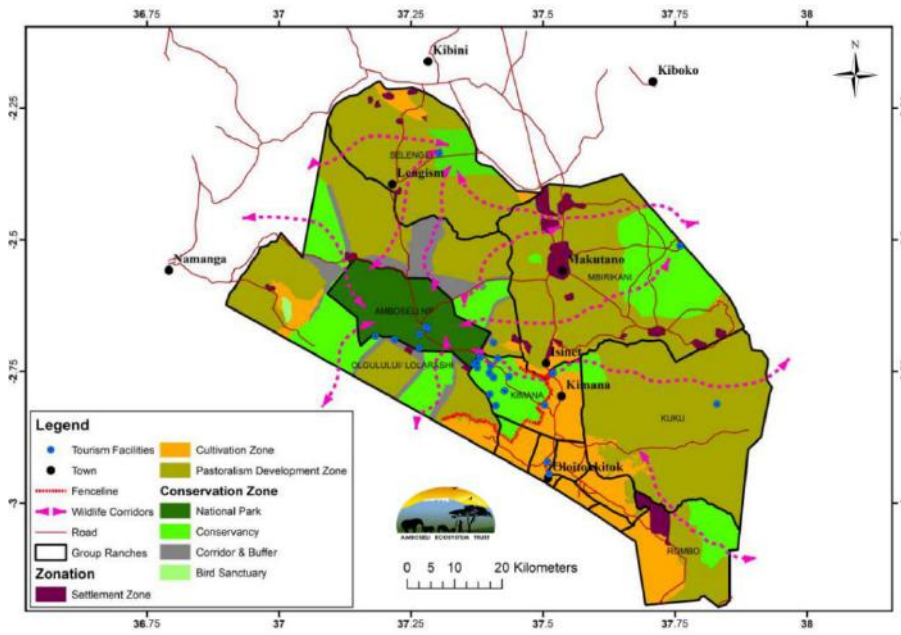 36.75 37 37.25 37.5 37.75 38
N
Kibini
Kiboko
-2.25
SELENGEI
Lengism
-2.5
Namanga
Makutano
MBIRIKANI
AMBOSELI NP
Isinet
-2.75
OLGULULUI/ LOLARASHI
KIMANA
Kimana
KUKU
Oloitokkitok
-3
ROMBO
Legend
Tourism Facilities
Town
Fenceline
Wildlife Corridors
Road
Group Ranches
Zonation
Settlement Zone
Cultivation Zone
Pastoralism Development Zone
Conservation Zone
National Park
Conservancy
Corridor & Buffer
Bird Sanctuary
AMBOSELI ECOSYSTEM TRUST
0 5 10 20 Kilometers
36.75 37 37.25 37.5 37.75 38